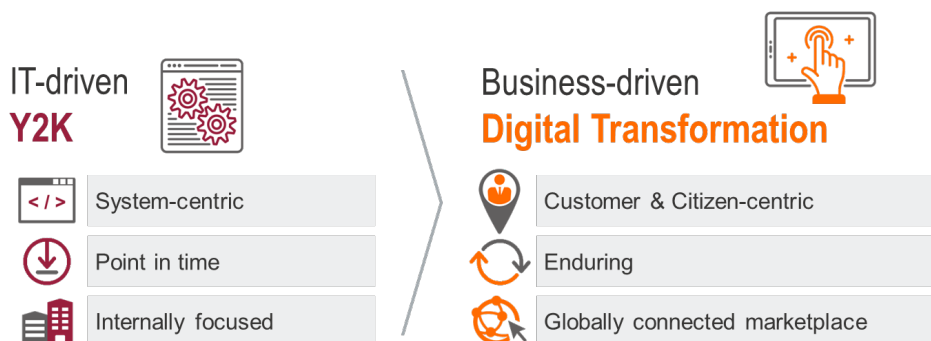 IT-driven
Y2K
</>
System-centric
Point in time
Internally focused
Business-driven
Digital Transformation
Customer & Citizen-centric
Enduring
Globally connected marketplace